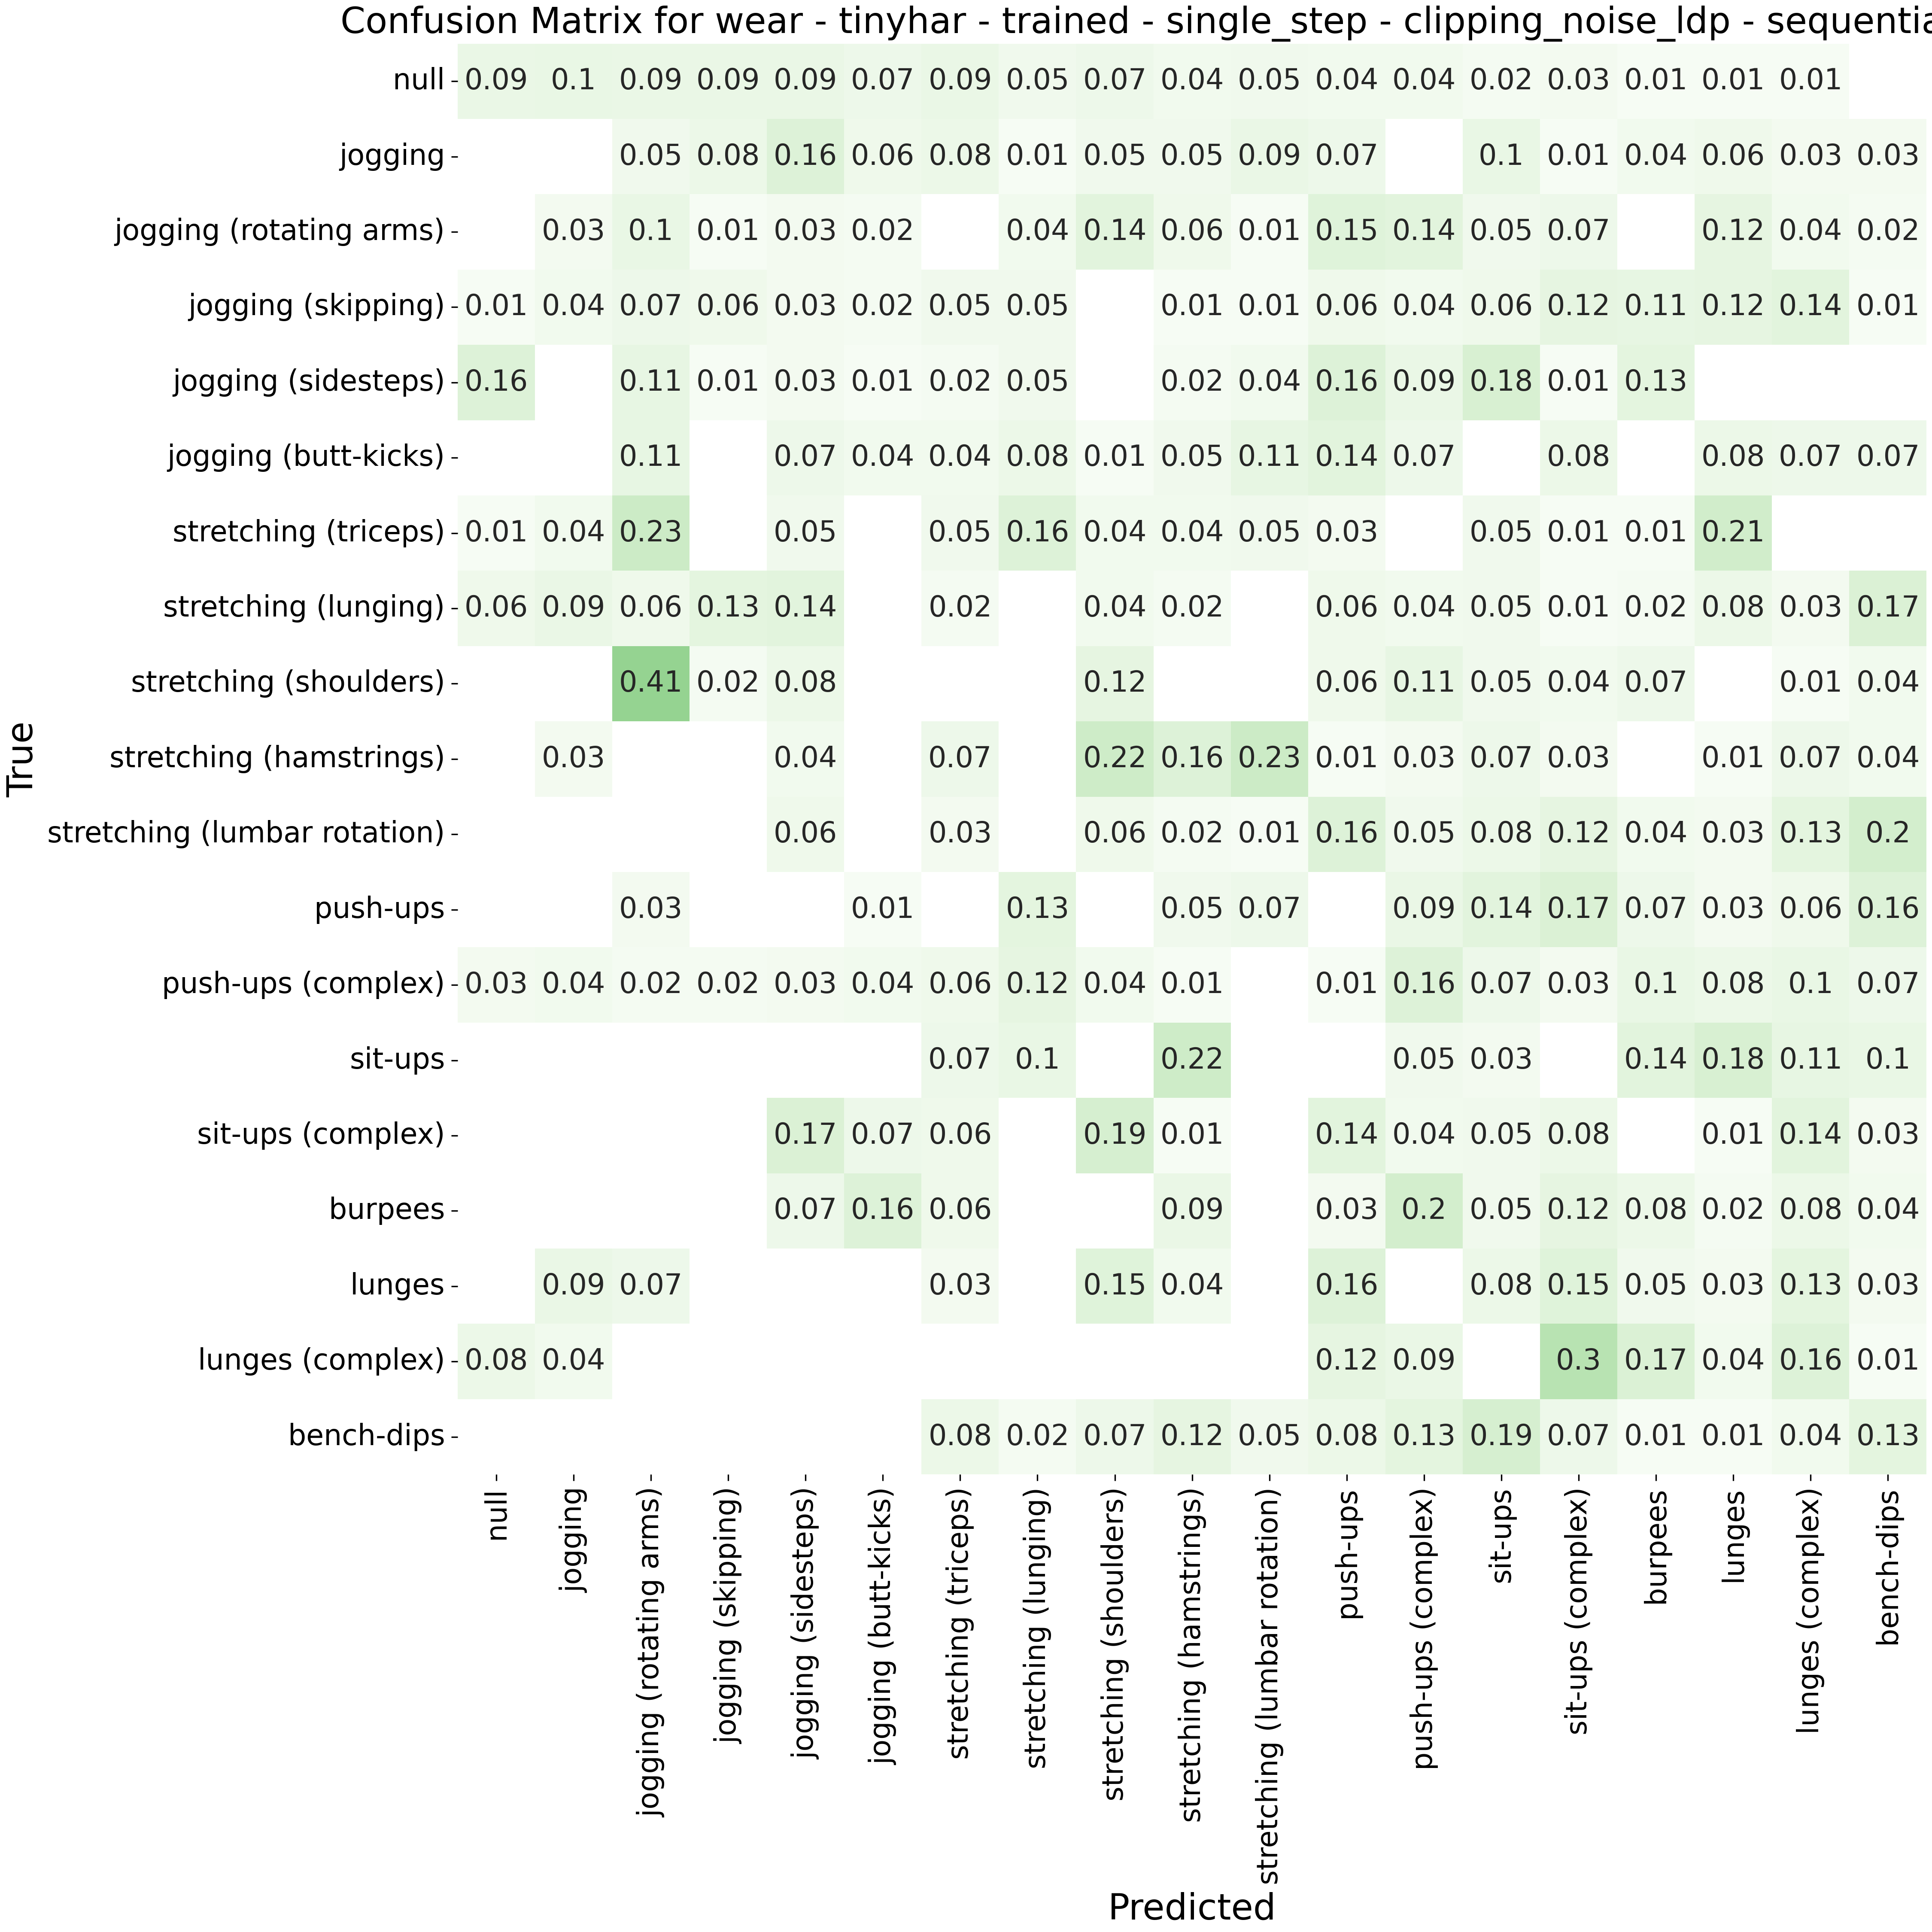 Confusion Matrix for wear - tinyhar - trained - single_step - clipping_noise_ldp - sequentia
null 0.09 0.1 0.09 0.09 0.09 0.07 0.09 0.05 0.07 0.04 0.05 0.04 0.04 0.02 0.03 0.01 0.01 0.01
jogging 0.05 0.08 0.16 0.06 0.08 0.01 0.05 0.05 0.09 0.07 0.1 0.01 0.04 0.06 0.03 0.03
jogging (rotating arms) 0.03 0.1 0.01 0.03 0.02 0.04 0.14 0.06 0.01 0.15 0.14 0.05 0.07 0.12 0.04 0.02
jogging (skipping) 0.01 0.04 0.07 0.06 0.03 0.02 0.05 0.05 0.01 0.01 0.06 0.04 0.06 0.12 0.11 0.12 0.14 0.01
jogging (sidesteps) 0.16 0.11 0.01 0.03 0.01 0.02 0.05 0.02 0.04 0.16 0.09 0.18 0.01 0.13
jogging (butt-kicks) 0.11 0.07 0.04 0.04 0.08 0.01 0.05 0.11 0.14 0.07 0.08 0.08 0.07 0.07
stretching (triceps) 0.01 0.04 0.23 0.05 0.05 0.16 0.04 0.04 0.05 0.03 0.05 0.01 0.01 0.21
stretching (lunging) 0.06 0.09 0.06 0.13 0.14 0.02 0.04 0.02 0.06 0.04 0.05 0.01 0.02 0.08 0.03 0.17
stretching (shoulders) 0.41 0.02 0.08 0.12 0.06 0.11 0.05 0.04 0.07 0.01 0.04
True
stretching (hamstrings) 0.03 0.04 0.07 0.22 0.16 0.23 0.01 0.03 0.07 0.03 0.01 0.07 0.04
stretching (lumbar rotation) 0.06 0.03 0.06 0.02 0.01 0.16 0.05 0.08 0.12 0.04 0.03 0.13 0.2
push-ups 0.03 0.01 0.13 0.05 0.07 0.09 0.14 0.17 0.07 0.03 0.06 0.16
push-ups (complex) 0.03 0.04 0.02 0.02 0.03 0.04 0.06 0.12 0.04 0.01 0.01 0.16 0.07 0.03 0.1 0.08 0.1 0.07
sit-ups 0.07 0.1 0.22 0.05 0.03 0.14 0.18 0.11 0.1
sit-ups (complex) 0.17 0.07 0.06 0.19 0.01 0.14 0.04 0.05 0.08 0.01 0.14 0.03
burpees 0.07 0.16 0.06 0.09 0.03 0.2 0.05 0.12 0.08 0.02 0.08 0.04
lunges 0.09 0.07 0.03 0.15 0.04 0.16 0.08 0.15 0.05 0.03 0.13 0.03
lunges (complex) 0.08 0.04 0.12 0.09 0.3 0.17 0.04 0.16 0.01
bench-dips 0.08 0.02 0.07 0.12 0.05 0.08 0.13 0.19 0.07 0.01 0.01 0.04 0.13
null
jogging
jogging (rotating arms)
jogging (skipping)
jogging (sidesteps)
jogging (butt-kicks)
stretching (triceps)
stretching (lunging)
stretching (shoulders)
stretching (hamstrings)
stretching (lumbar rotation)
push-ups
push-ups (complex)
sit-ups
sit-ups (complex)
burpees
lunges
lunges (complex)
bench-dips
Predicted